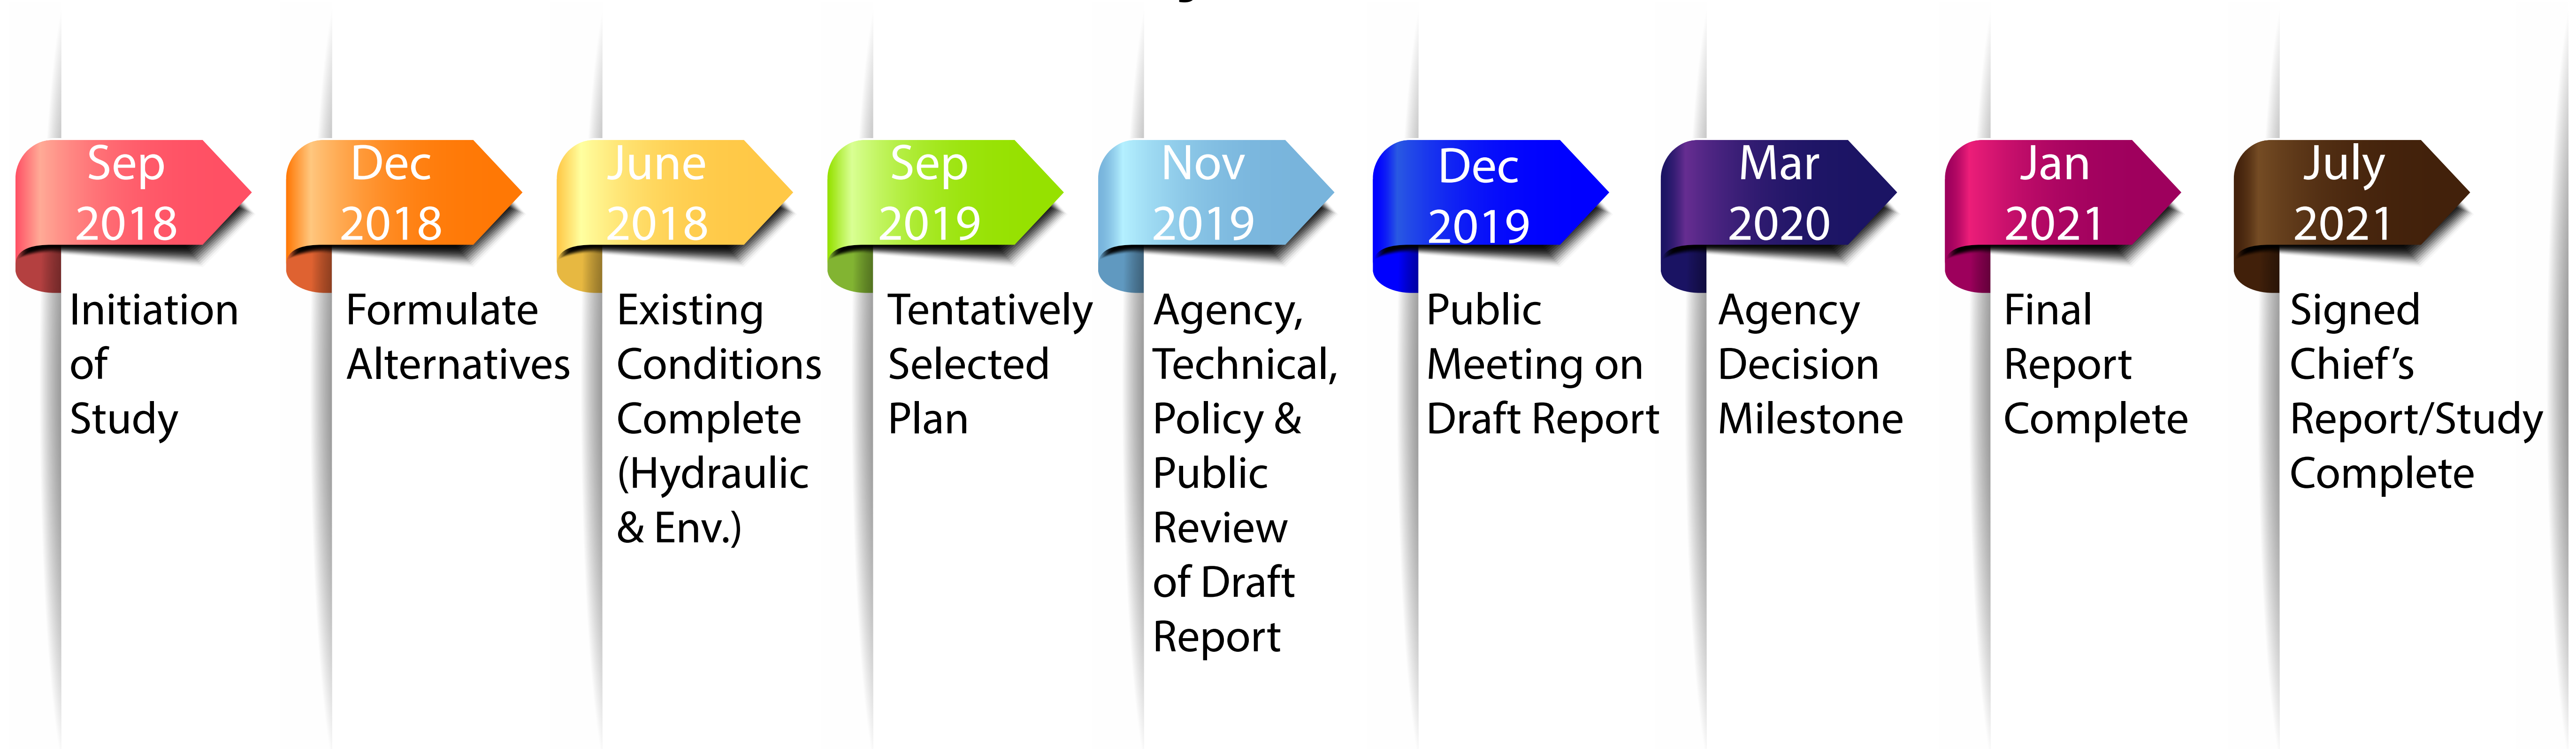 Sep
2018
Initiation
of
Study
Dec
2018
Formulate
Alternatives
June
2018
Existing
Conditions
Complete
(Hydraulic
& Env.)
Sep
2019
Tentatively
Selected
Plan
Nov
2019
Agency,
Technical,
Policy &
Public
Review
of Draft
Report
Dec
2019
Public
Meeting on
Draft Report
Mar
2020
Agency
Decision
Milestone
Jan
2021
Final
Report
Complete
July
2021
Signed
Chief’s
Report/Study
Complete